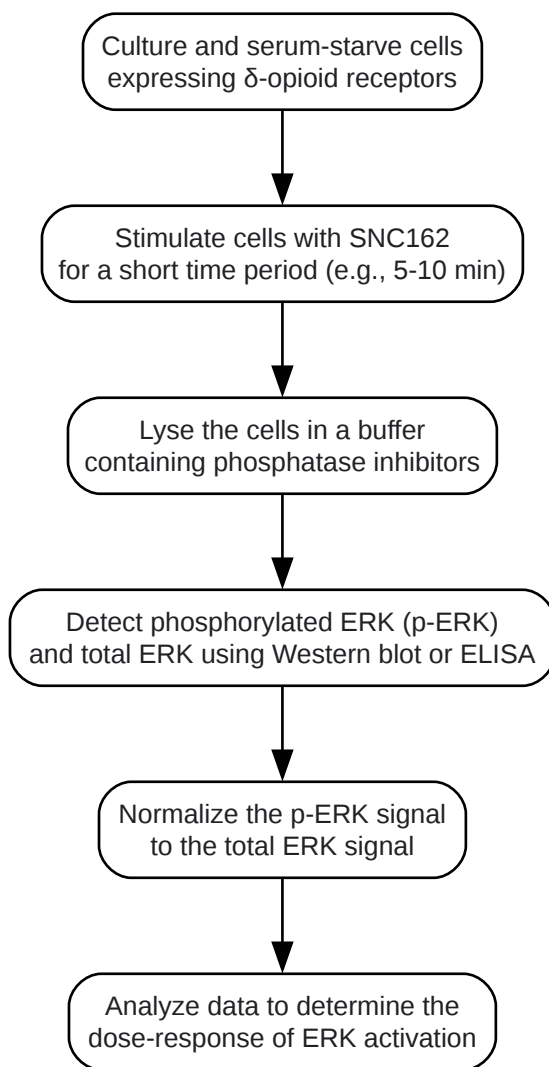 Culture and serum-starve cells
expressing δ-opioid receptors
Stimulate cells with SNC162
for a short time period (e.g., 5-10 min)
Lyse the cells in a buffer
containing phosphatase inhibitors
Detect phosphorylated ERK (p-ERK)
and total ERK using Western blot or ELISA
Normalize the p-ERK signal
to the total ERK signal
Analyze data to determine the
dose-response of ERK activation